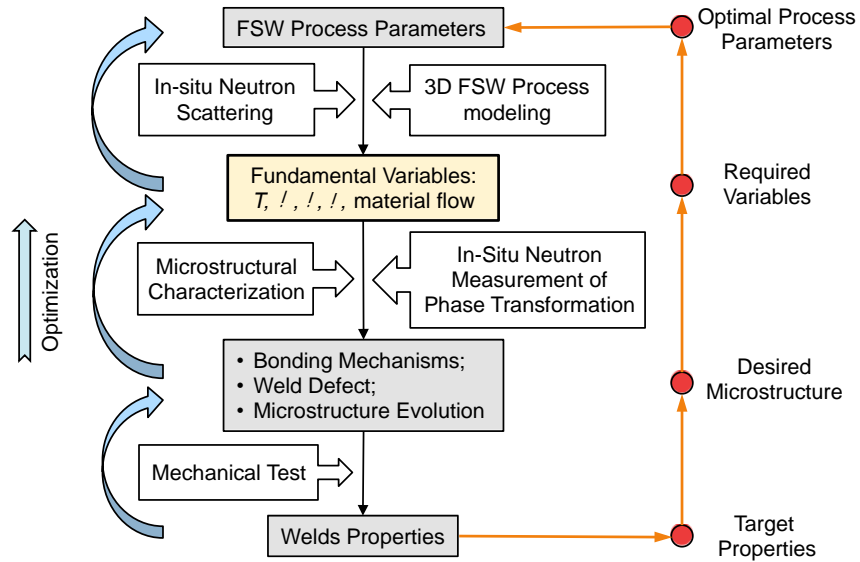 FSW Process Parameters
Optimal Process
Parameters
In-situ Neutron
Scattering
3D FSW Process
modeling
Fundamental Variables:
T, !, !, !, material flow
Required
Variables
Microstructural
Characterization
In-Situ Neutron
Measurement of
Phase Transformation
Optimization
• Bonding Mechanisms;
• Weld Defect;
• Microstructure Evolution
Desired
Microstructure
Mechanical Test
Welds Properties
Target
Properties